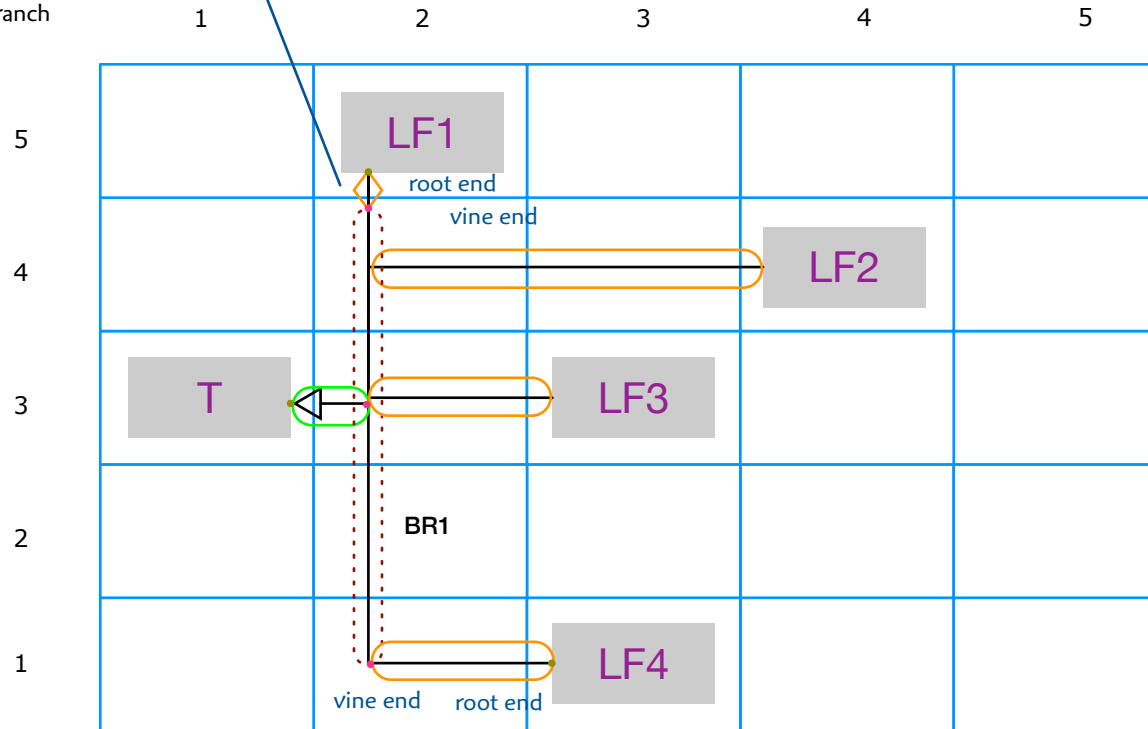 ranch
1 2 3 4 5
5
LF1
root end
vine end
4
LF2
3
T
LF3
2
BR1
1
LF4
vine end
root end